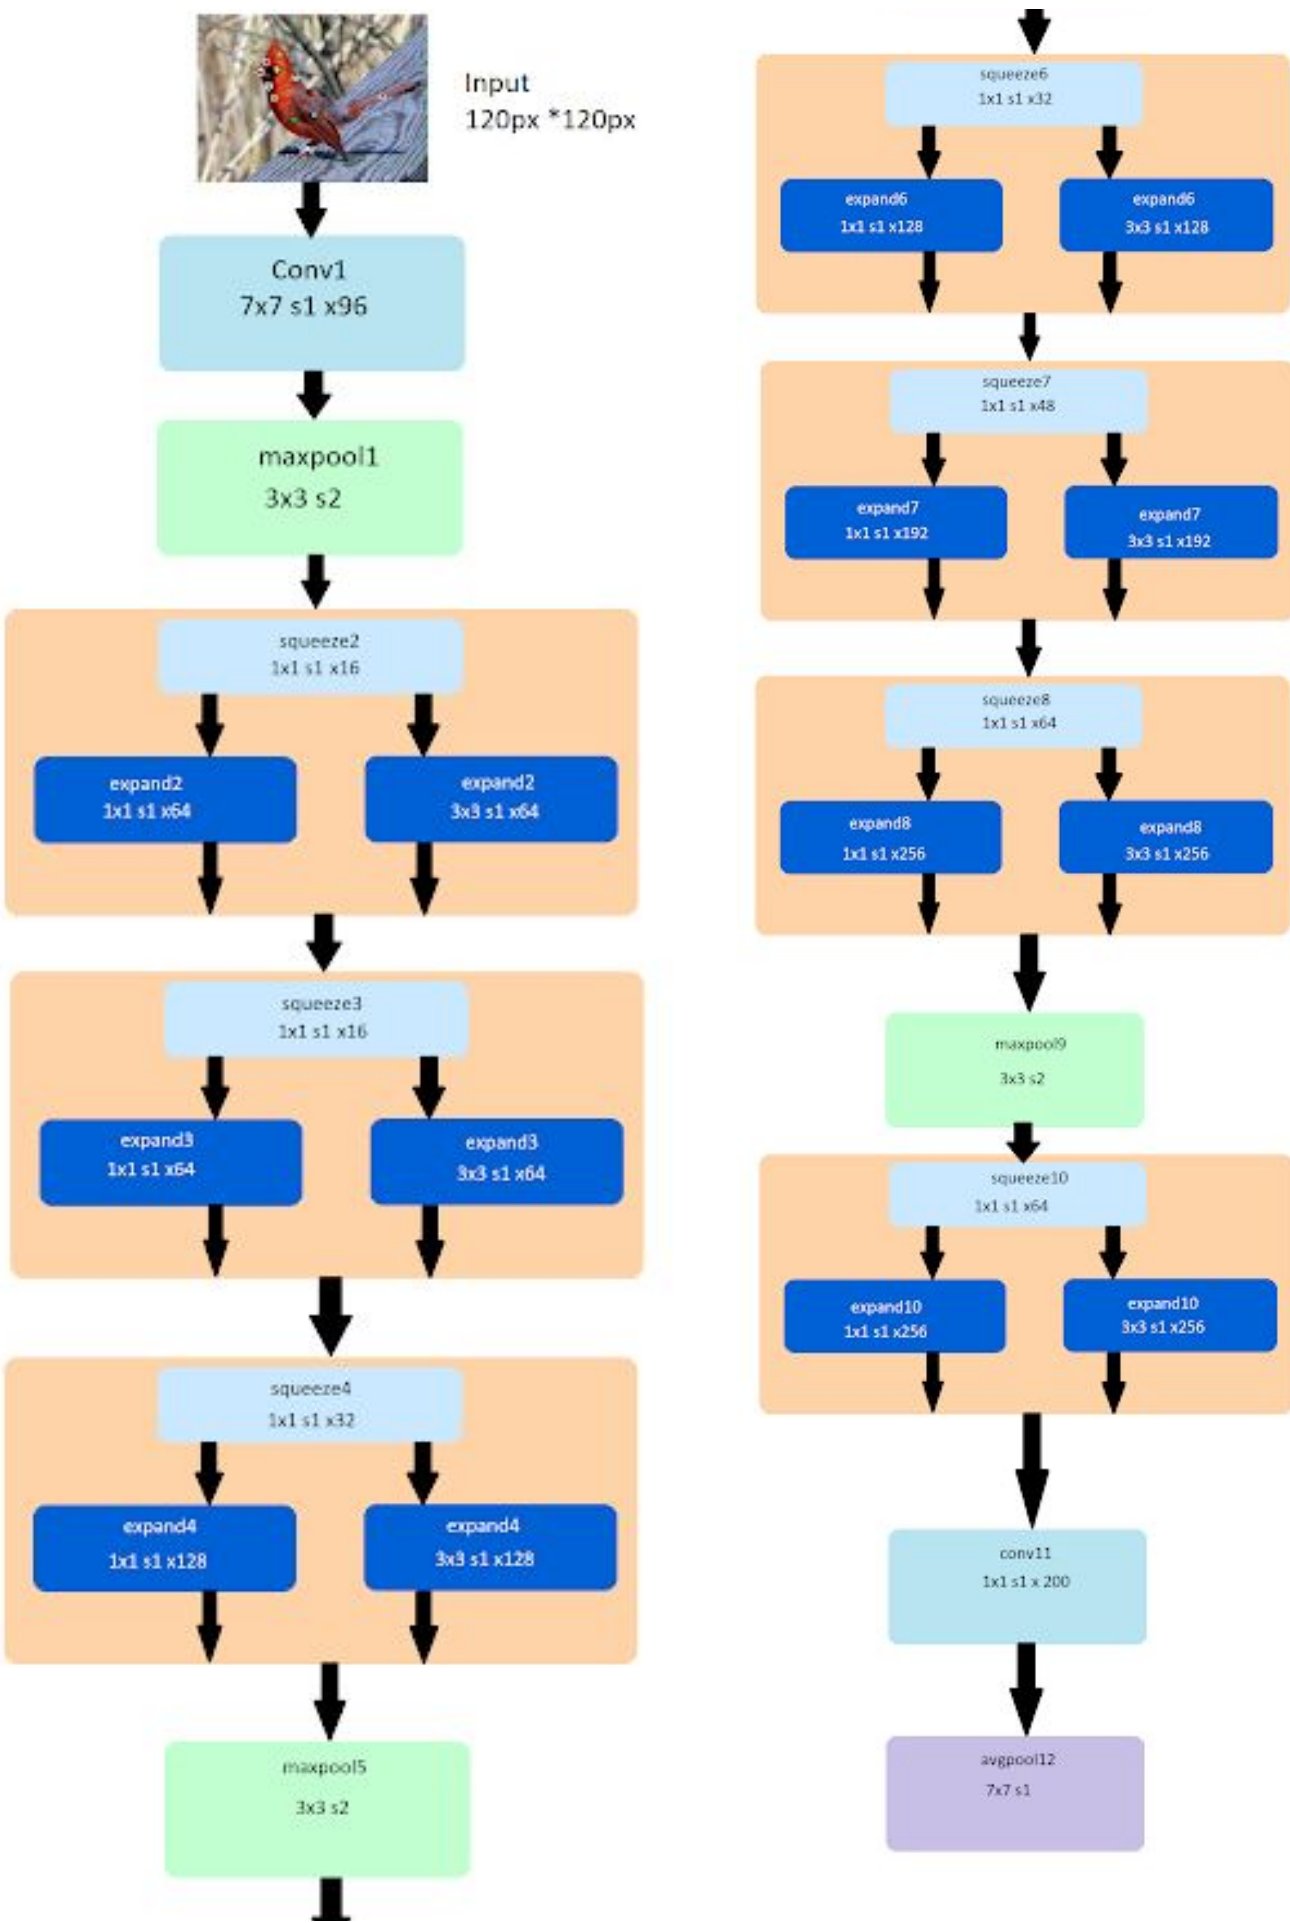 Input
120px *120px
Conv1
7x7 s1 x96
maxpool1
3x3 s2
squeeze2
1x1 s1 x16
expand2
1x1 s1 x64
expand2
3x3 s1 x64
squeeze3
1x1 s1 x16
expand3
1x1 s1 x64
expand3
3x3 s1 x64
squeeze4
1x1 s1 x32
expand4
1x1 s1 x128
expand4
3x3 s1 x128
maxpool5
3x3 s2
squeeze6
1x1 s1 x32
expand6
1x1 s1 x128
expand6
3x3 s1 x128
squeeze7
1x1 s1 x48
expand7
1x1 s1 x192
expand7
3x3 s1 x192
squeeze8
1x1 s1 x64
expand8
1x1 s1 x256
expand8
3x3 s1 x256
maxpool9
3x3 s2
squeeze10
1x1 s1 x64
expand10
1x1 s1 x256
expand10
3x3 s1 x256
conv11
1x1 s1 x 200
avgpool12
7x7 s1